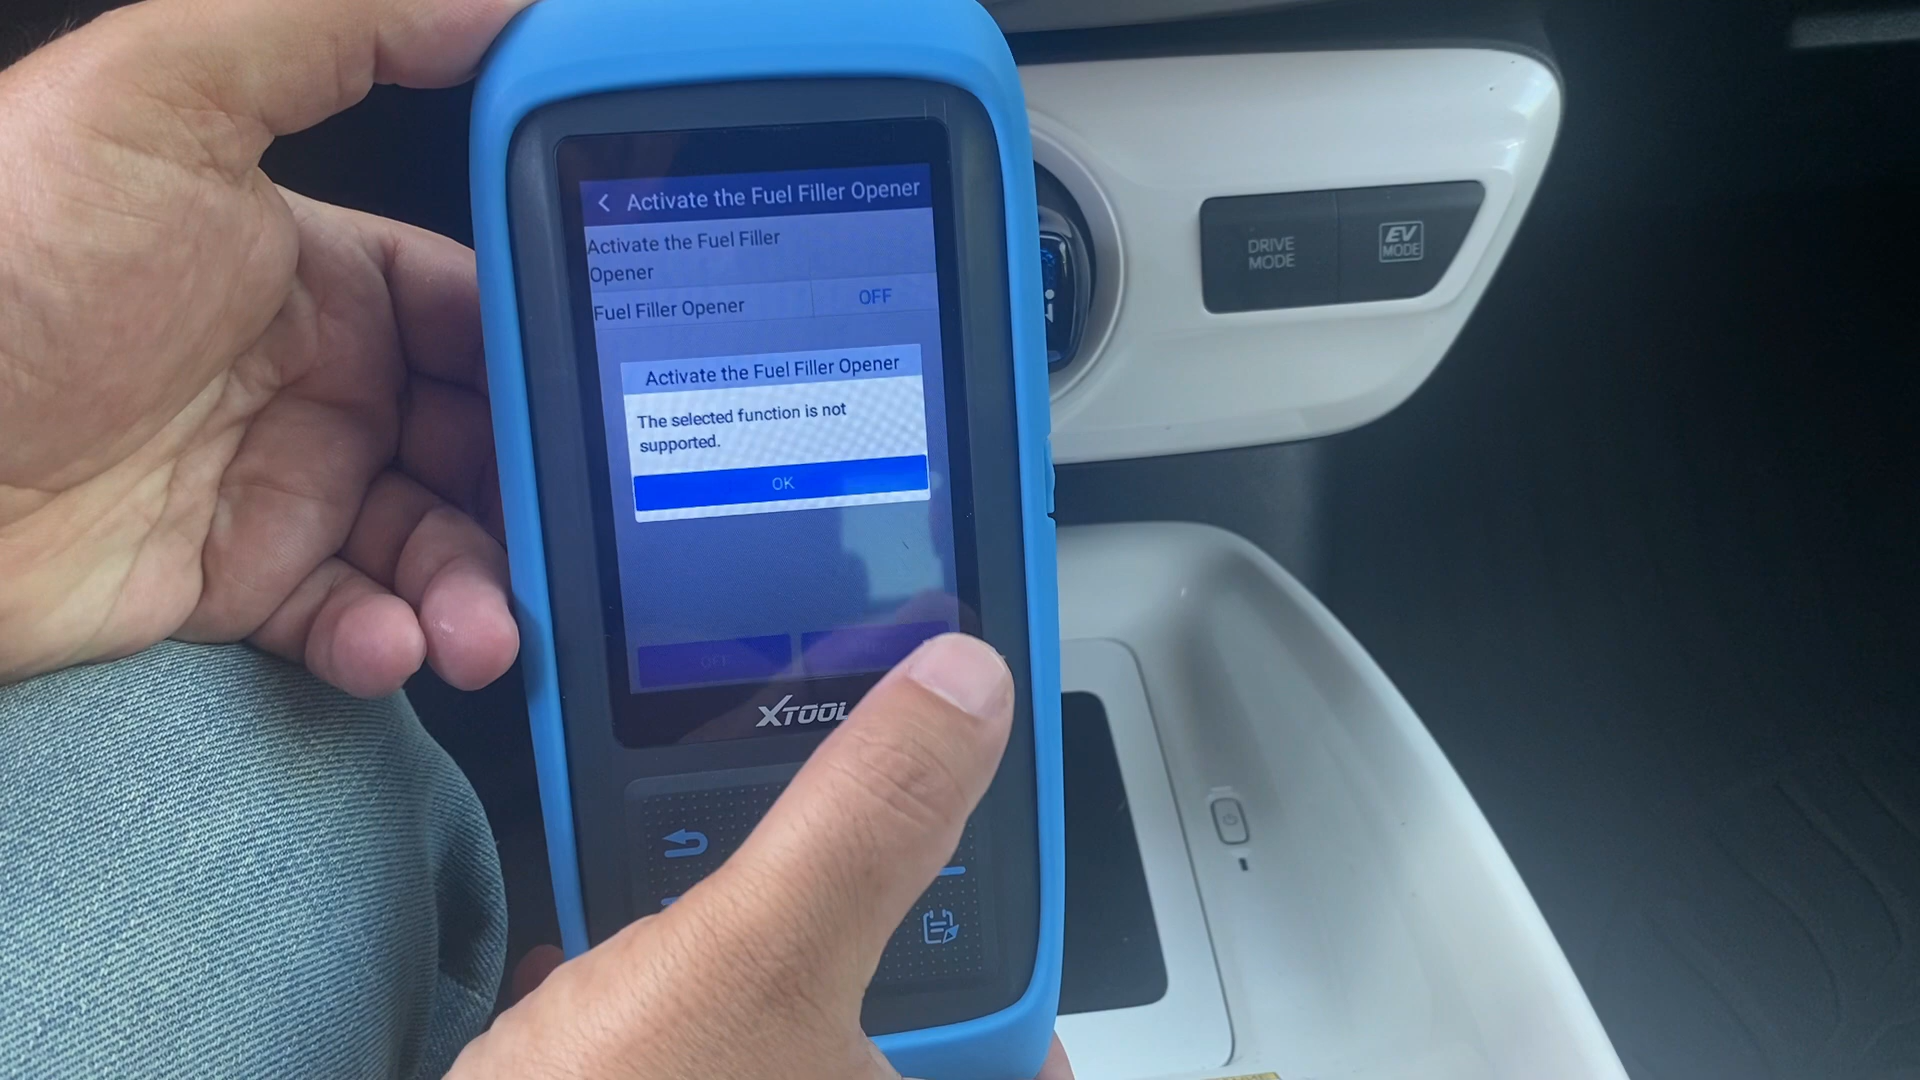 Activate the Fuel Filler Opener
Activate the Fuel Filler
Opener
Fuel Filler Opener
OFF
Activate the Fuel Filler Opener
The selected function is not
supported.
OK
OFF
XTOOL
DRIVE
MODE
EV
MODE